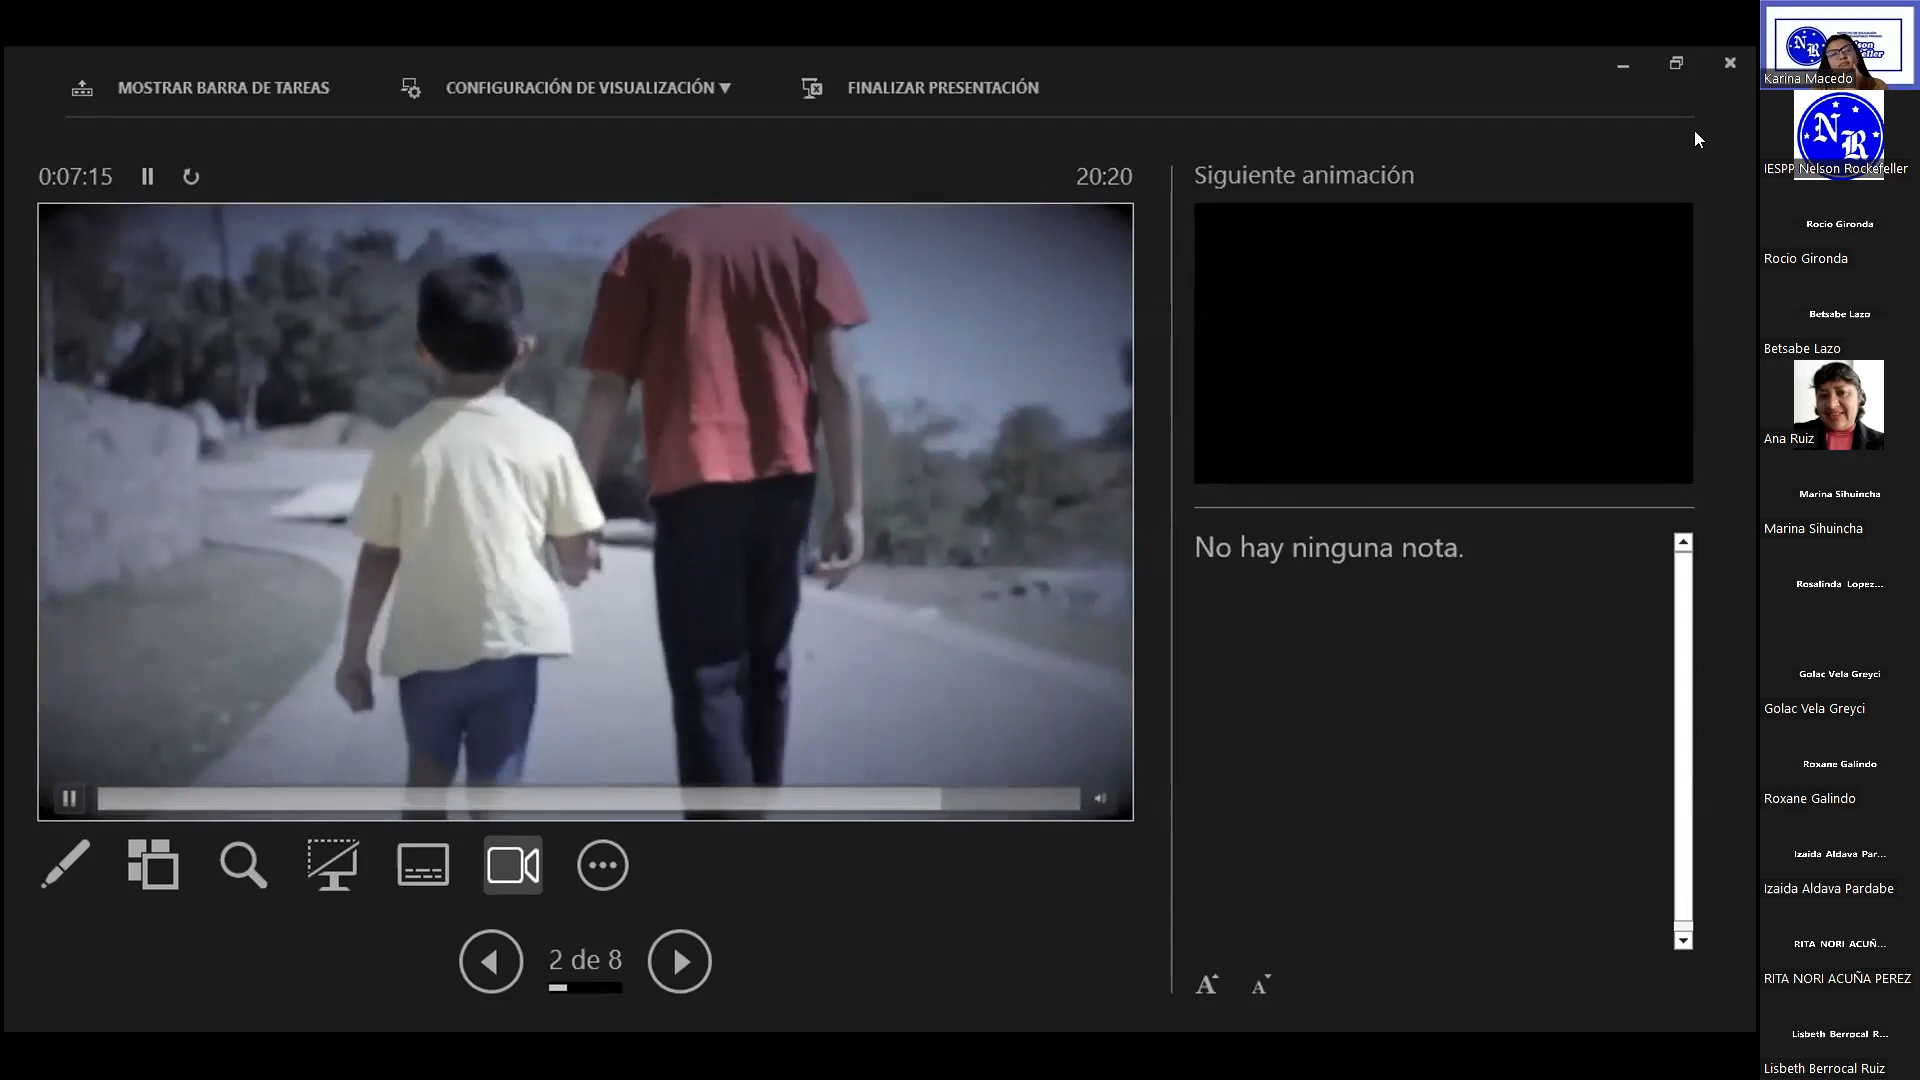 MOSTRAR BARRA DE TAREAS
CONFIGURACIÓN DE VISUALIZACIÓN ▼
FINALIZAR PRESENTACIÓN
0:07:15
20:20
Siguiente animación
No hay ninguna nota.
2 de 8
A A
Karina Macedo
NR
IESPP Nelson Rockefeller
Rocio Gironda
Rocio Gironda
Betsabe Lazo
Betsabe Lazo
Ana Ruiz
Marina Sihuincha
Marina Sihuincha
Rosalinda Lopez...
Golac Vela Greyci
Golac Vela Greyci
Roxane Galindo
Roxane Galindo
Izaida Aldava Par...
Izaida Aldava Pardabe
RITA NORI ACUÑ...
RITA NORI ACUÑA PEREZ
Lisbeth Berrocal R...
Lisbeth Berrocal Ruiz